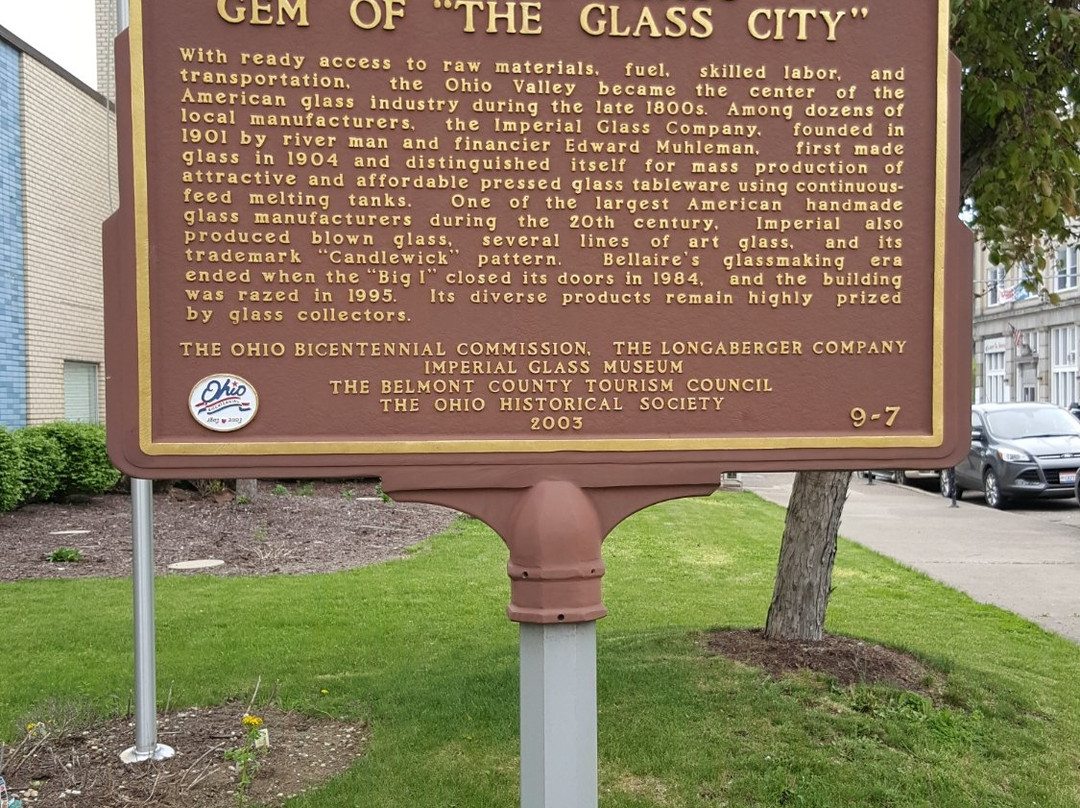 GEM OF "THE GLASS CITY"
With ready access to raw materials, fuel, skilled labor, and
transportation, the Ohio Valley became the center of the
American glass industry during the late 1800s. Among dozens of
local manufacturers, the Imperial Glass Company, founded in
1901 by river man and financier Edward Muhleman, first made
glass in 1904 and distinguished itself for mass production of
attractive and affordable pressed glass tableware using continuous-
feed melting tanks. One of the largest American handmade
glass manufacturers during the 20th century, Imperial also
produced blown glass, several lines of art glass, and its
trademark "Candlewick" pattern. Bellaire's glassmaking era
ended when the "Big I" closed its doors in 1984, and the building
was razed in 1995. Its diverse products remain highly prized
by glass collectors.
THE OHIO BICENTENNIAL COMMISSION, THE LONGABERGER COMPANY
IMPERIAL GLASS MUSEUM
THE BELMONT COUNTY TOURISM COUNCIL
THE OHIO HISTORICAL SOCIETY
2003
9-7
Ohio
BICENTENNIAL